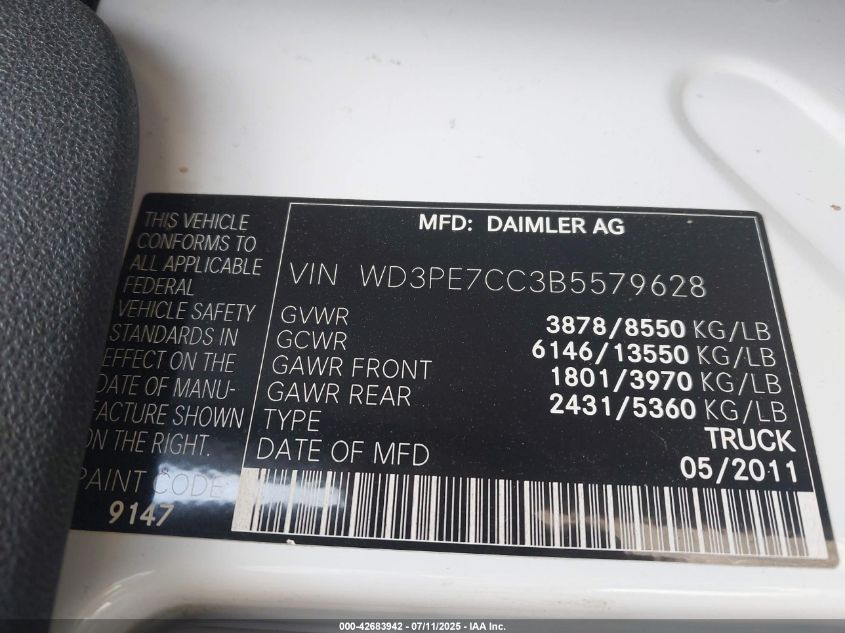 THIS VEHICLE
CONFORMS TO
ALL APPLICABLE
FEDERAL
VEHICLE SAFETY
STANDARDS IN
EFFECT ON THE
DATE OF MANU-
FACTURE SHOWN
ON THE RIGHT.
PAINT CODE
9147
MFD: DAIMLER AG
VIN WD3PE7CC3B5579628
GVWR 3878/8550 KG/LB
GCWR 6146/13550 KG/LB
GAWR FRONT 1801/3970 KG/LB
GAWR REAR 2431/5360 KG/LB
TYPE TRUCK
DATE OF MFD 05/2011
000-42683942 - 07/11/2025 - IAA Inc.